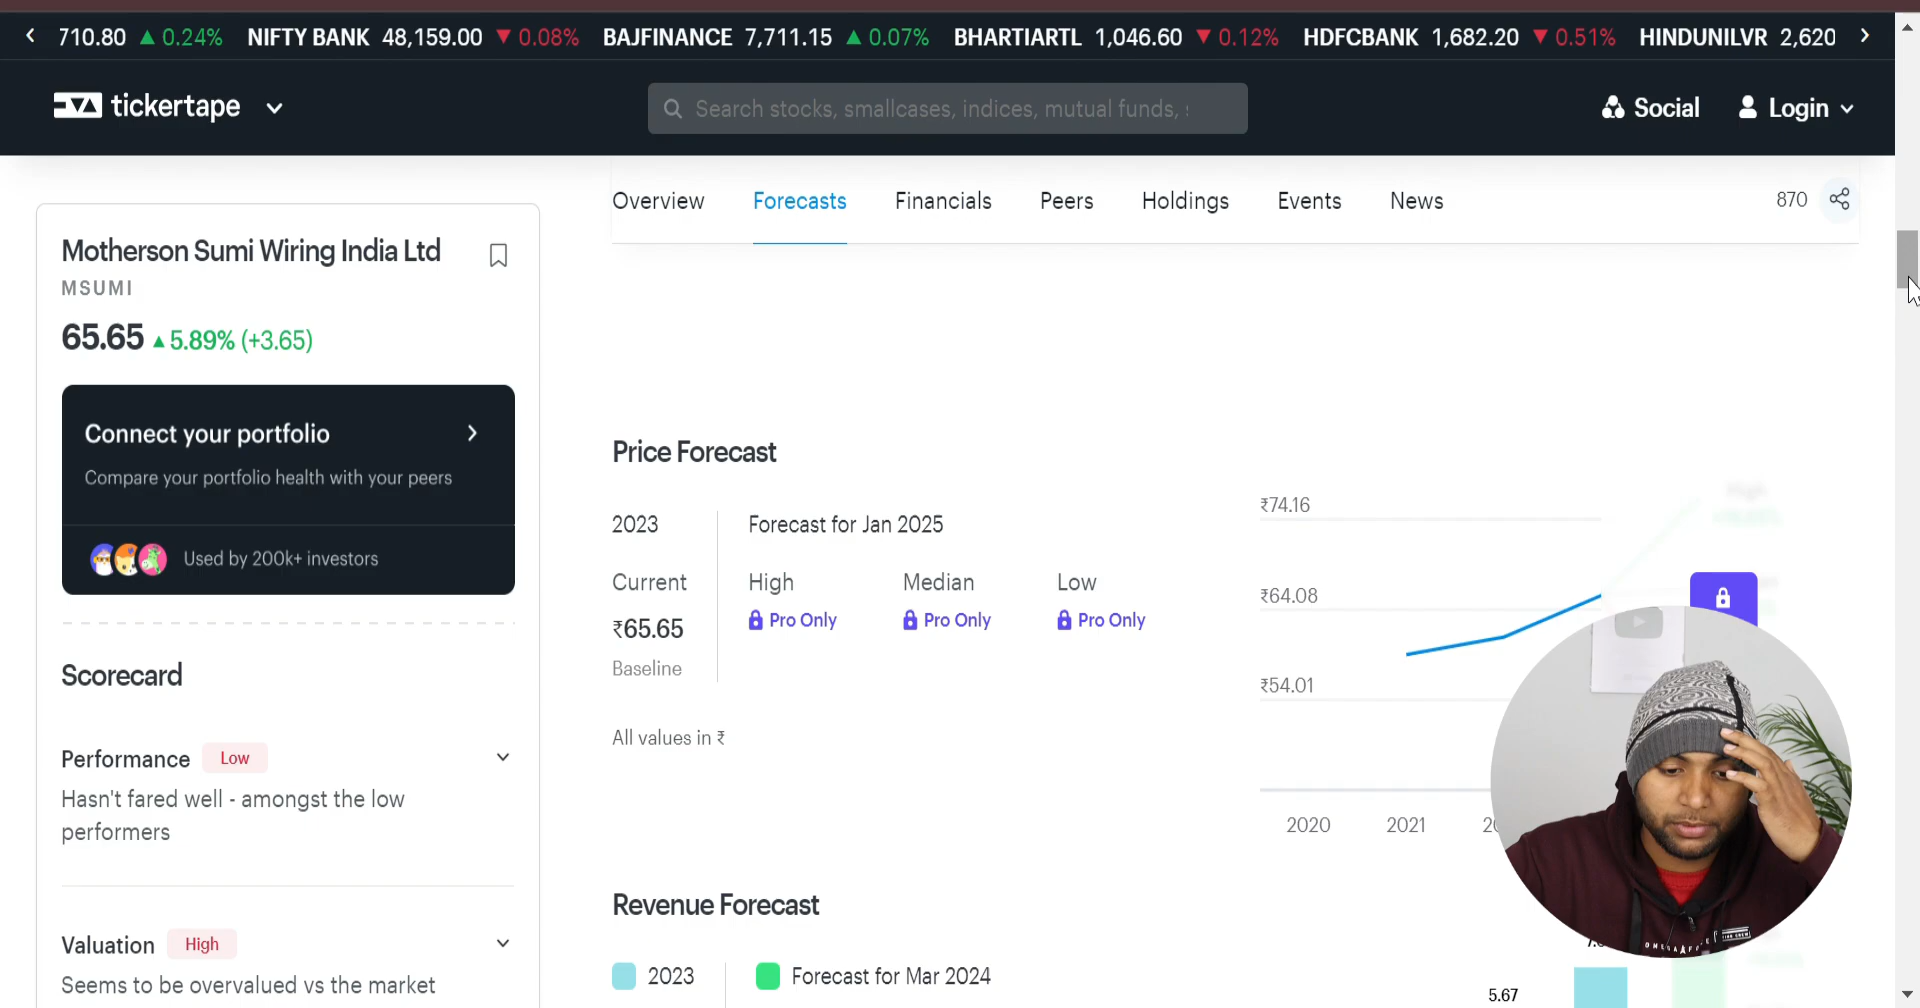 710.80 ▲ 0.24% NIFTY BANK 48,159.00 ▼ 0.08% BAJFINANCE 7,711.15 ▲ 0.07% BHARTIARTL 1,046.60 ▼ 0.12% HDFCBANK 1,682.20 ▼ 0.51% HINDUNILVR 2,620
tickertape
Search stocks, smallcases, indices, mutual funds, :
Social Login
Overview Forecasts Financials Peers Holdings Events News 870
Motherson Sumi Wiring India Ltd
MSUMI
65.65 ▲ 5.89% (+3.65)
Connect your portfolio
Compare your portfolio health with your peers
Used by 200k+ investors
Scorecard
Performance Low
Hasn't fared well - amongst the low
performers
Valuation High
Seems to be overvalued vs the market
Price Forecast
2023 Forecast for Jan 2025
Current High Median Low
₹65.65 Pro Only Pro Only Pro Only
Baseline
All values in ₹
₹74.16
₹64.08
₹54.01
2020 2021
Revenue Forecast
2023 Forecast for Mar 2024
5.67